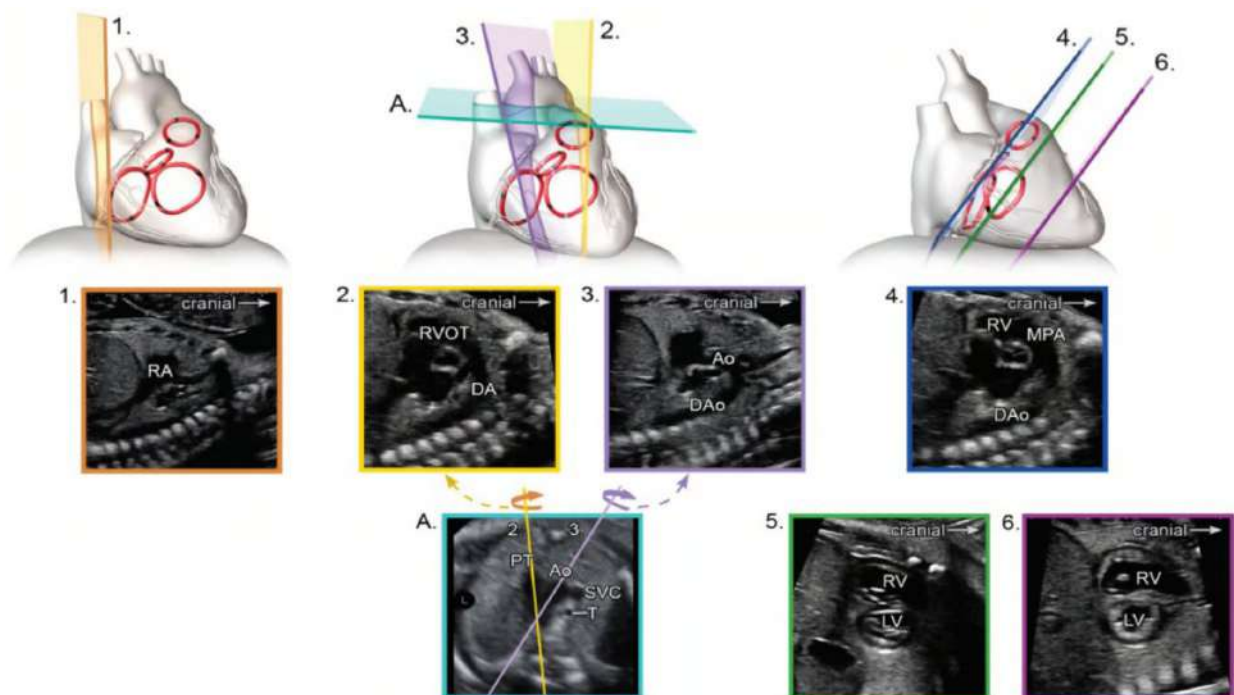 1.
3.
2.
A.
4.
5.
6.
1.
cranial
RA
2.
cranial
RVOT
DA
3.
cranial
Ao
DAo
4.
cranial
RV
MPA
DAo
A.
2
3
PT
Ao
SVC
T
L
5.
cranial
RV
LV
6.
cranial
RV
LV